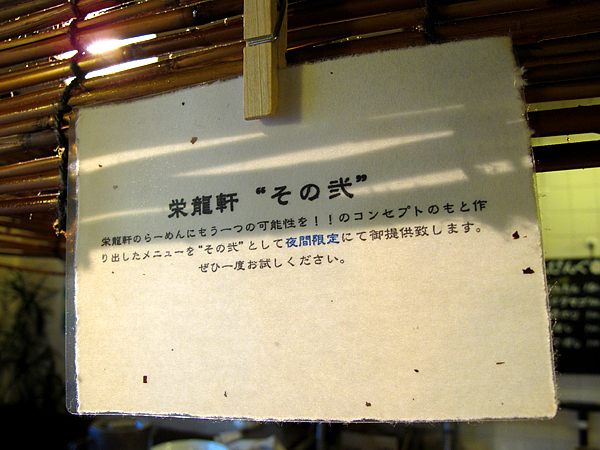 栄龍軒 “その弐”
栄龍軒のらーめんにもう一つの可能性を!!のコンセプトのもと作
り出したメニューを“その弐”として夜間限定にて御提供致します。
ぜひ一度お試しください。